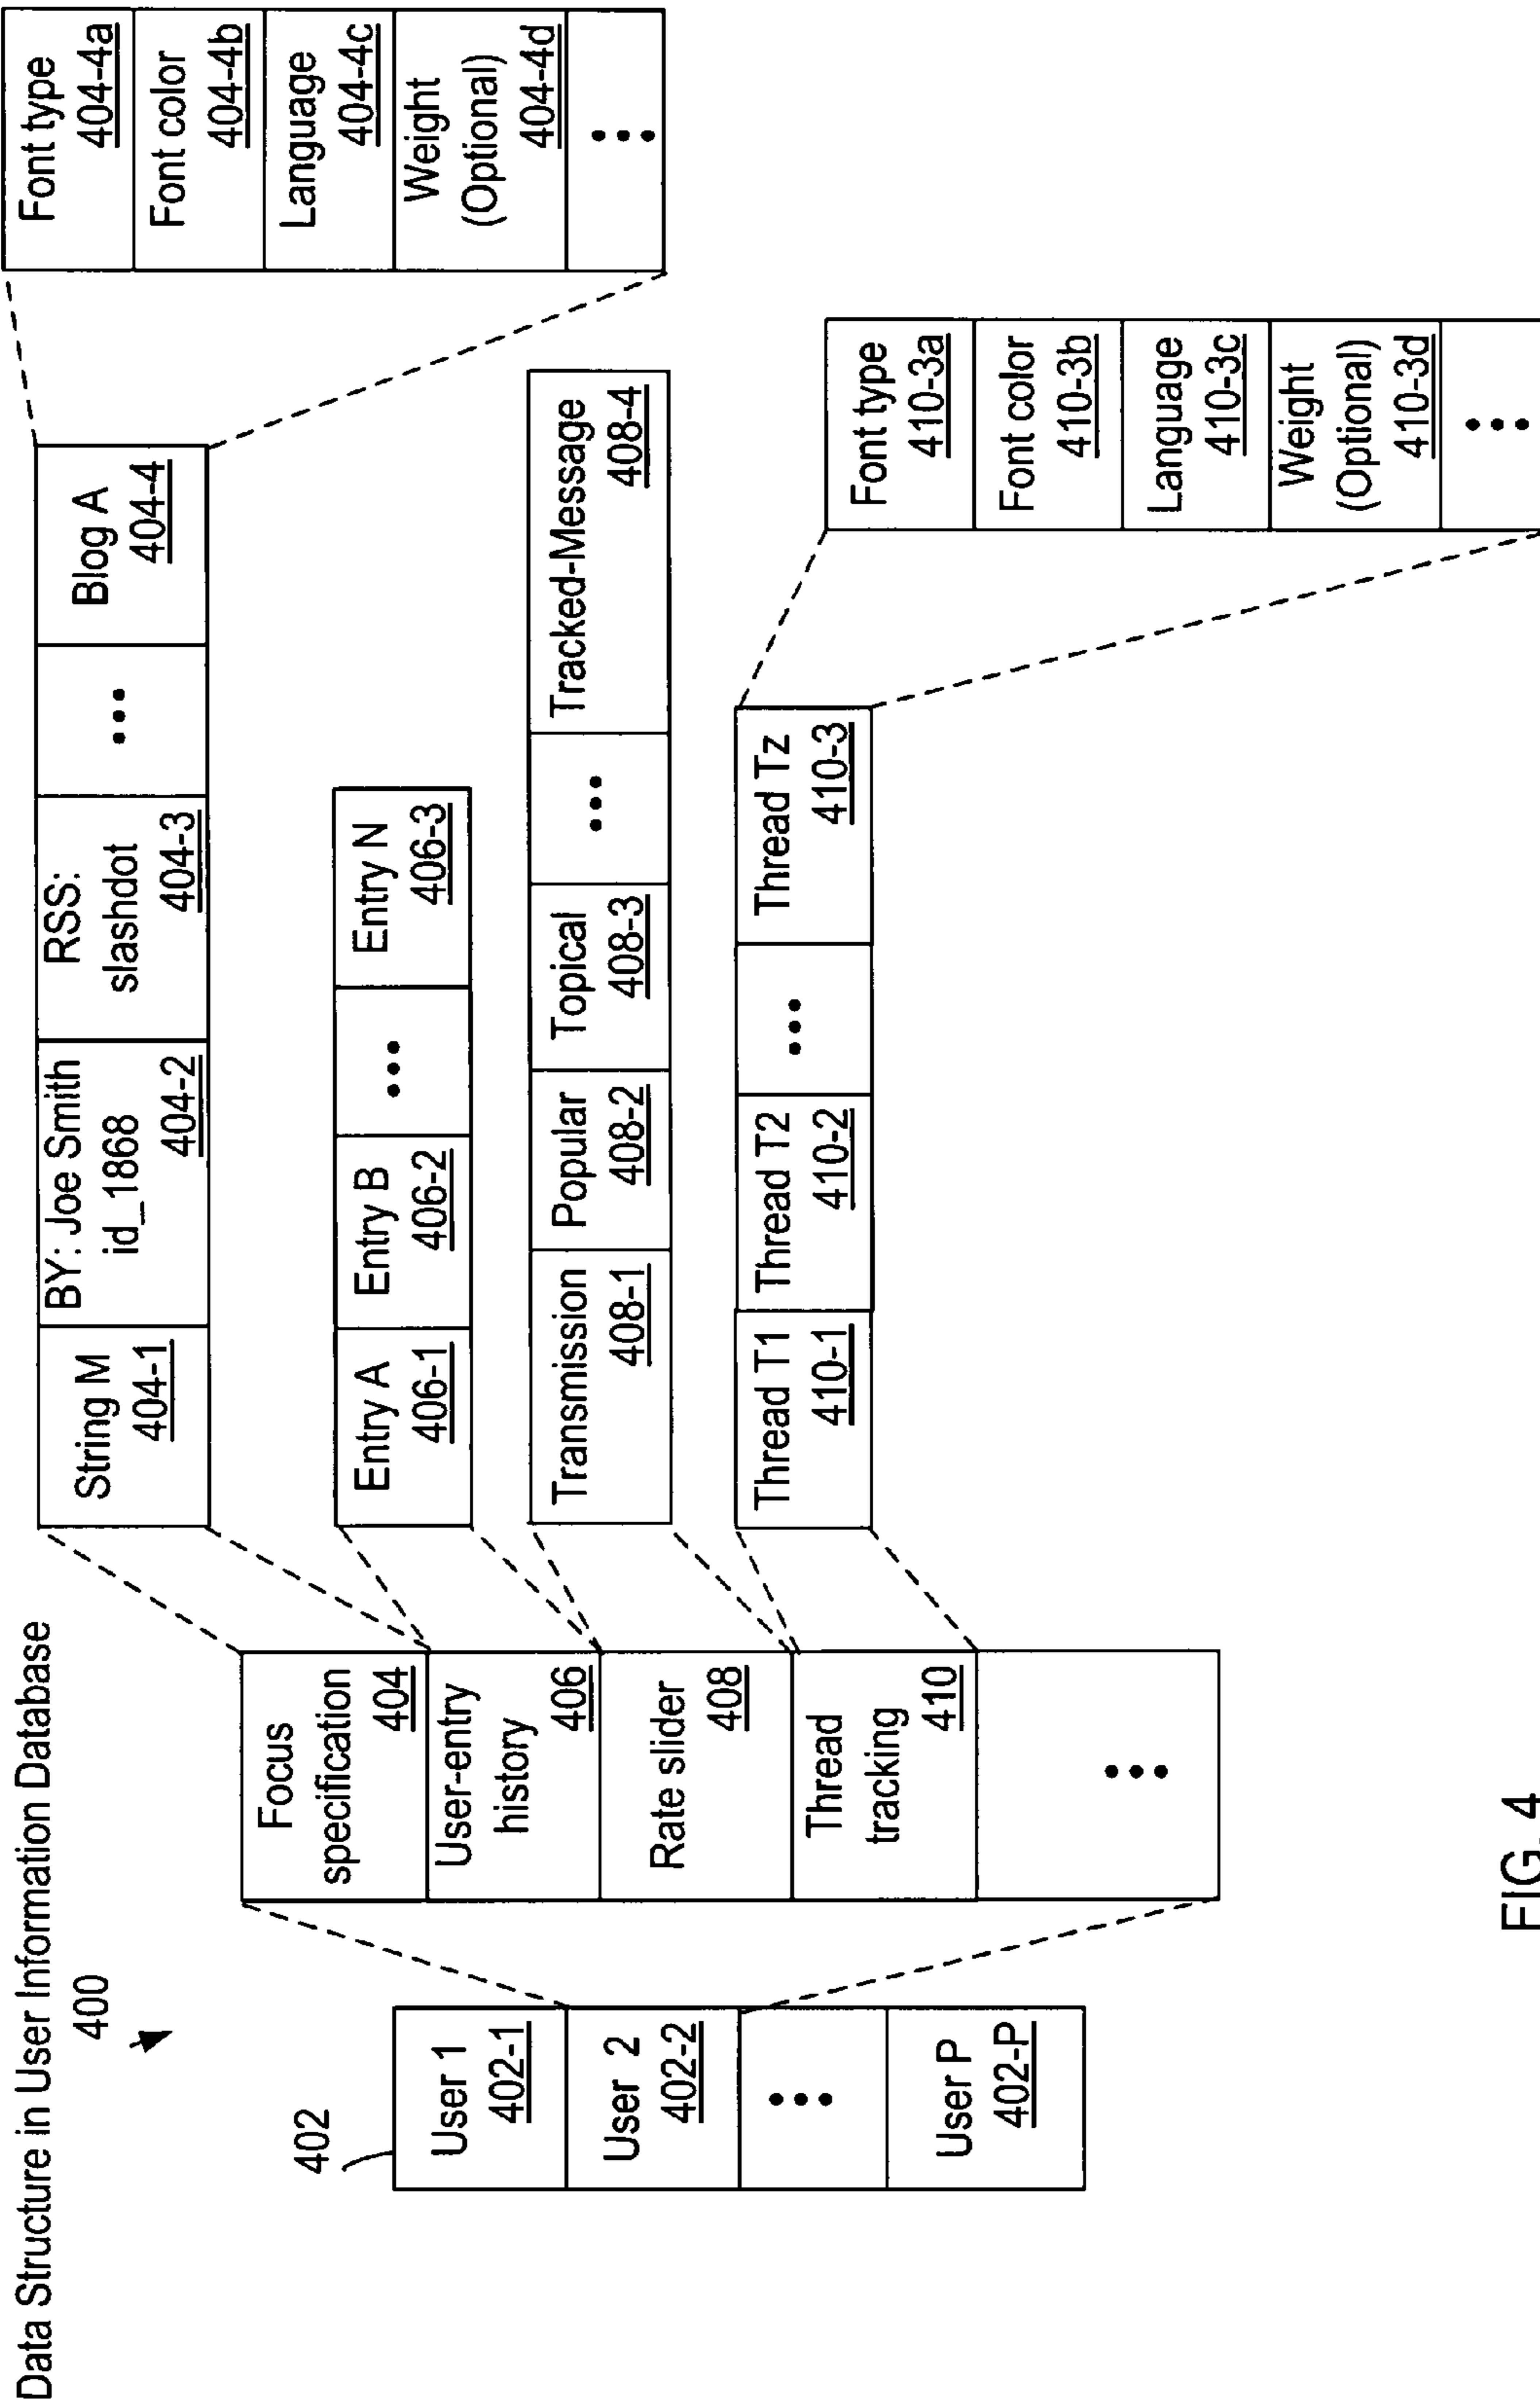 Data Structure in User Information Database
400
402
User 1
402-1
User 2
402-2
User P
402-P
Focus
specification
404
User-entry
history
406
Rate slider
408
Thread
tracking
410
String M
404-1
BY: Joe Smith
id_1868
404-2
RSS:
slashdot
404-3
Blog A
404-4
Font type
404-4a
Font color
404-4b
Language
404-4c
Weight
(Optional)
404-4d
Entry A
406-1
Entry B
406-2
Entry N
406-3
Transmission
408-1
Popular
408-2
Topical
408-3
Tracked-Message
408-4
Thread T1
410-1
Thread T2
410-2
Thread Tz
410-3
Font type
410-3a
Font color
410-3b
Language
410-3c
Weight
(Optional)
410-3d
FIG. 4